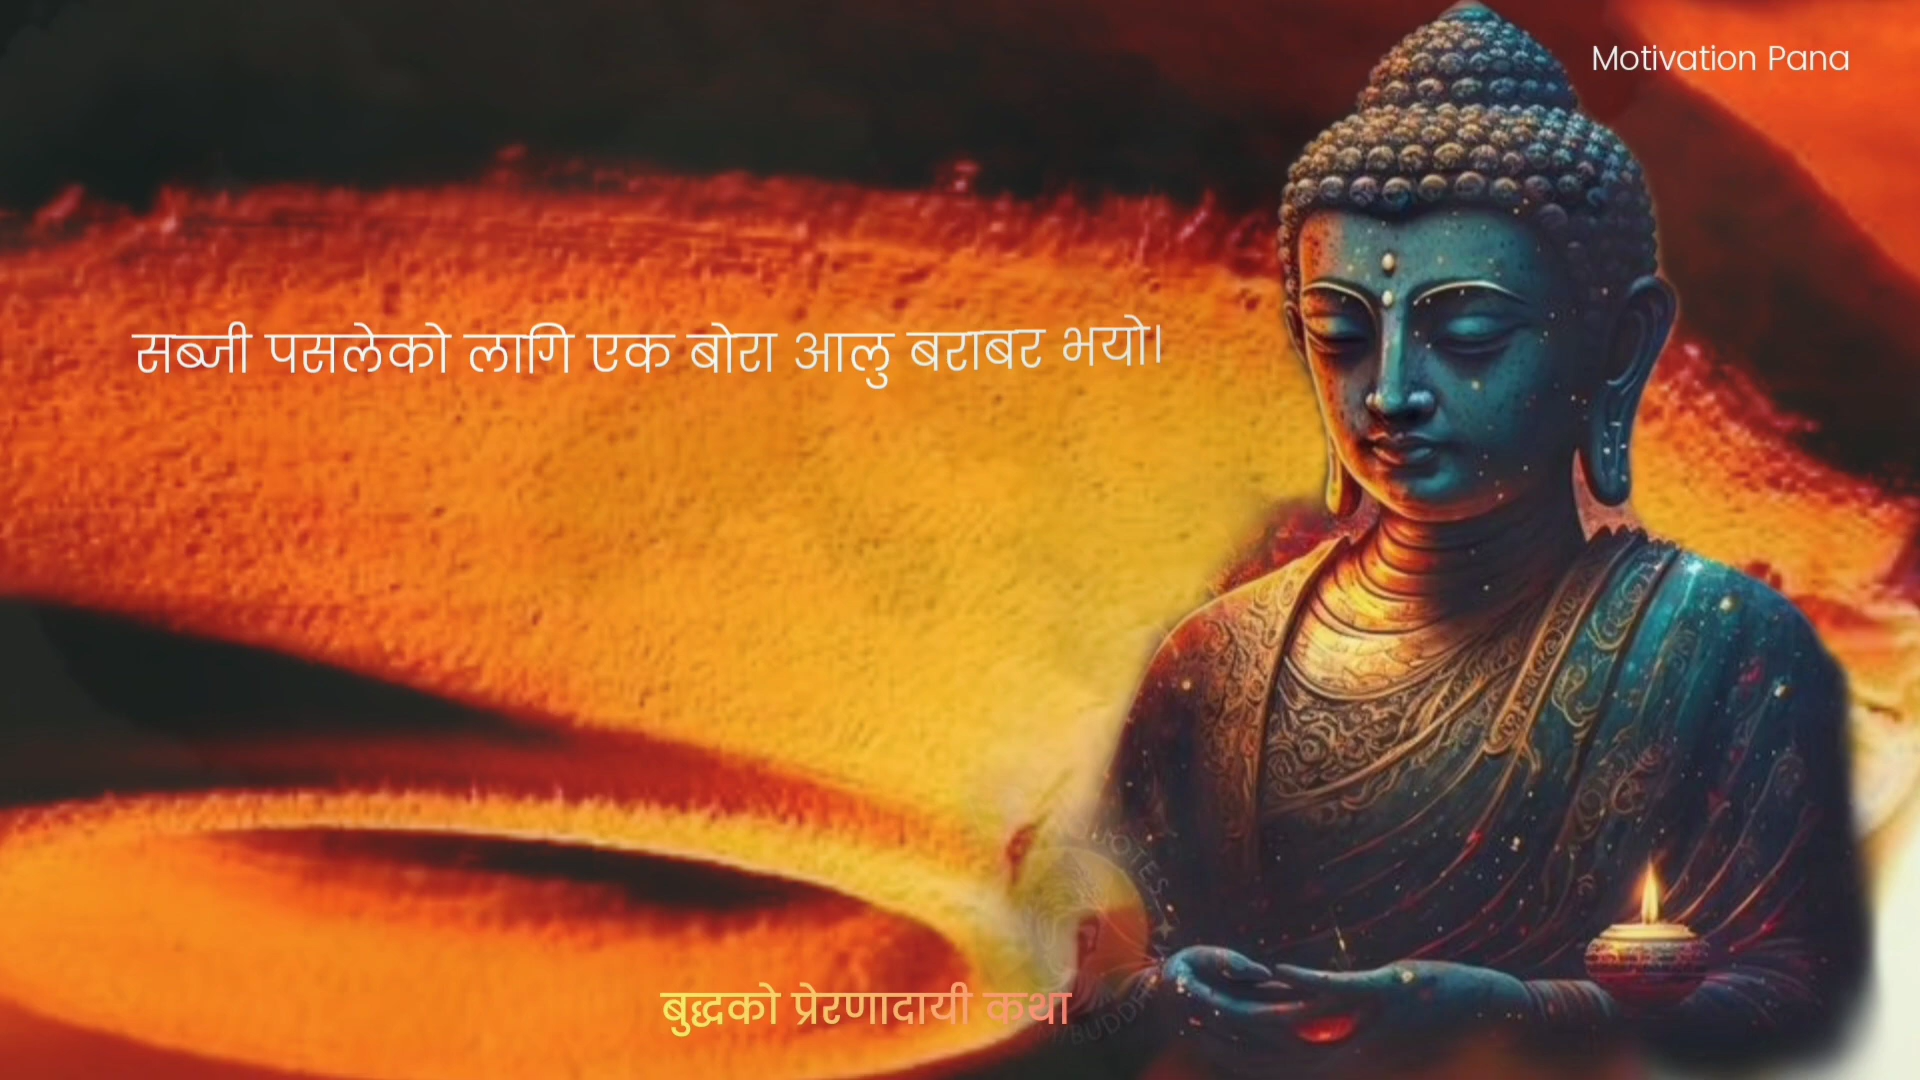 Motivation Pana
सब्जी पसलेको लागि एक बोरा आलु बराबर भयो।
बुद्धको प्रेरणादायी कथा